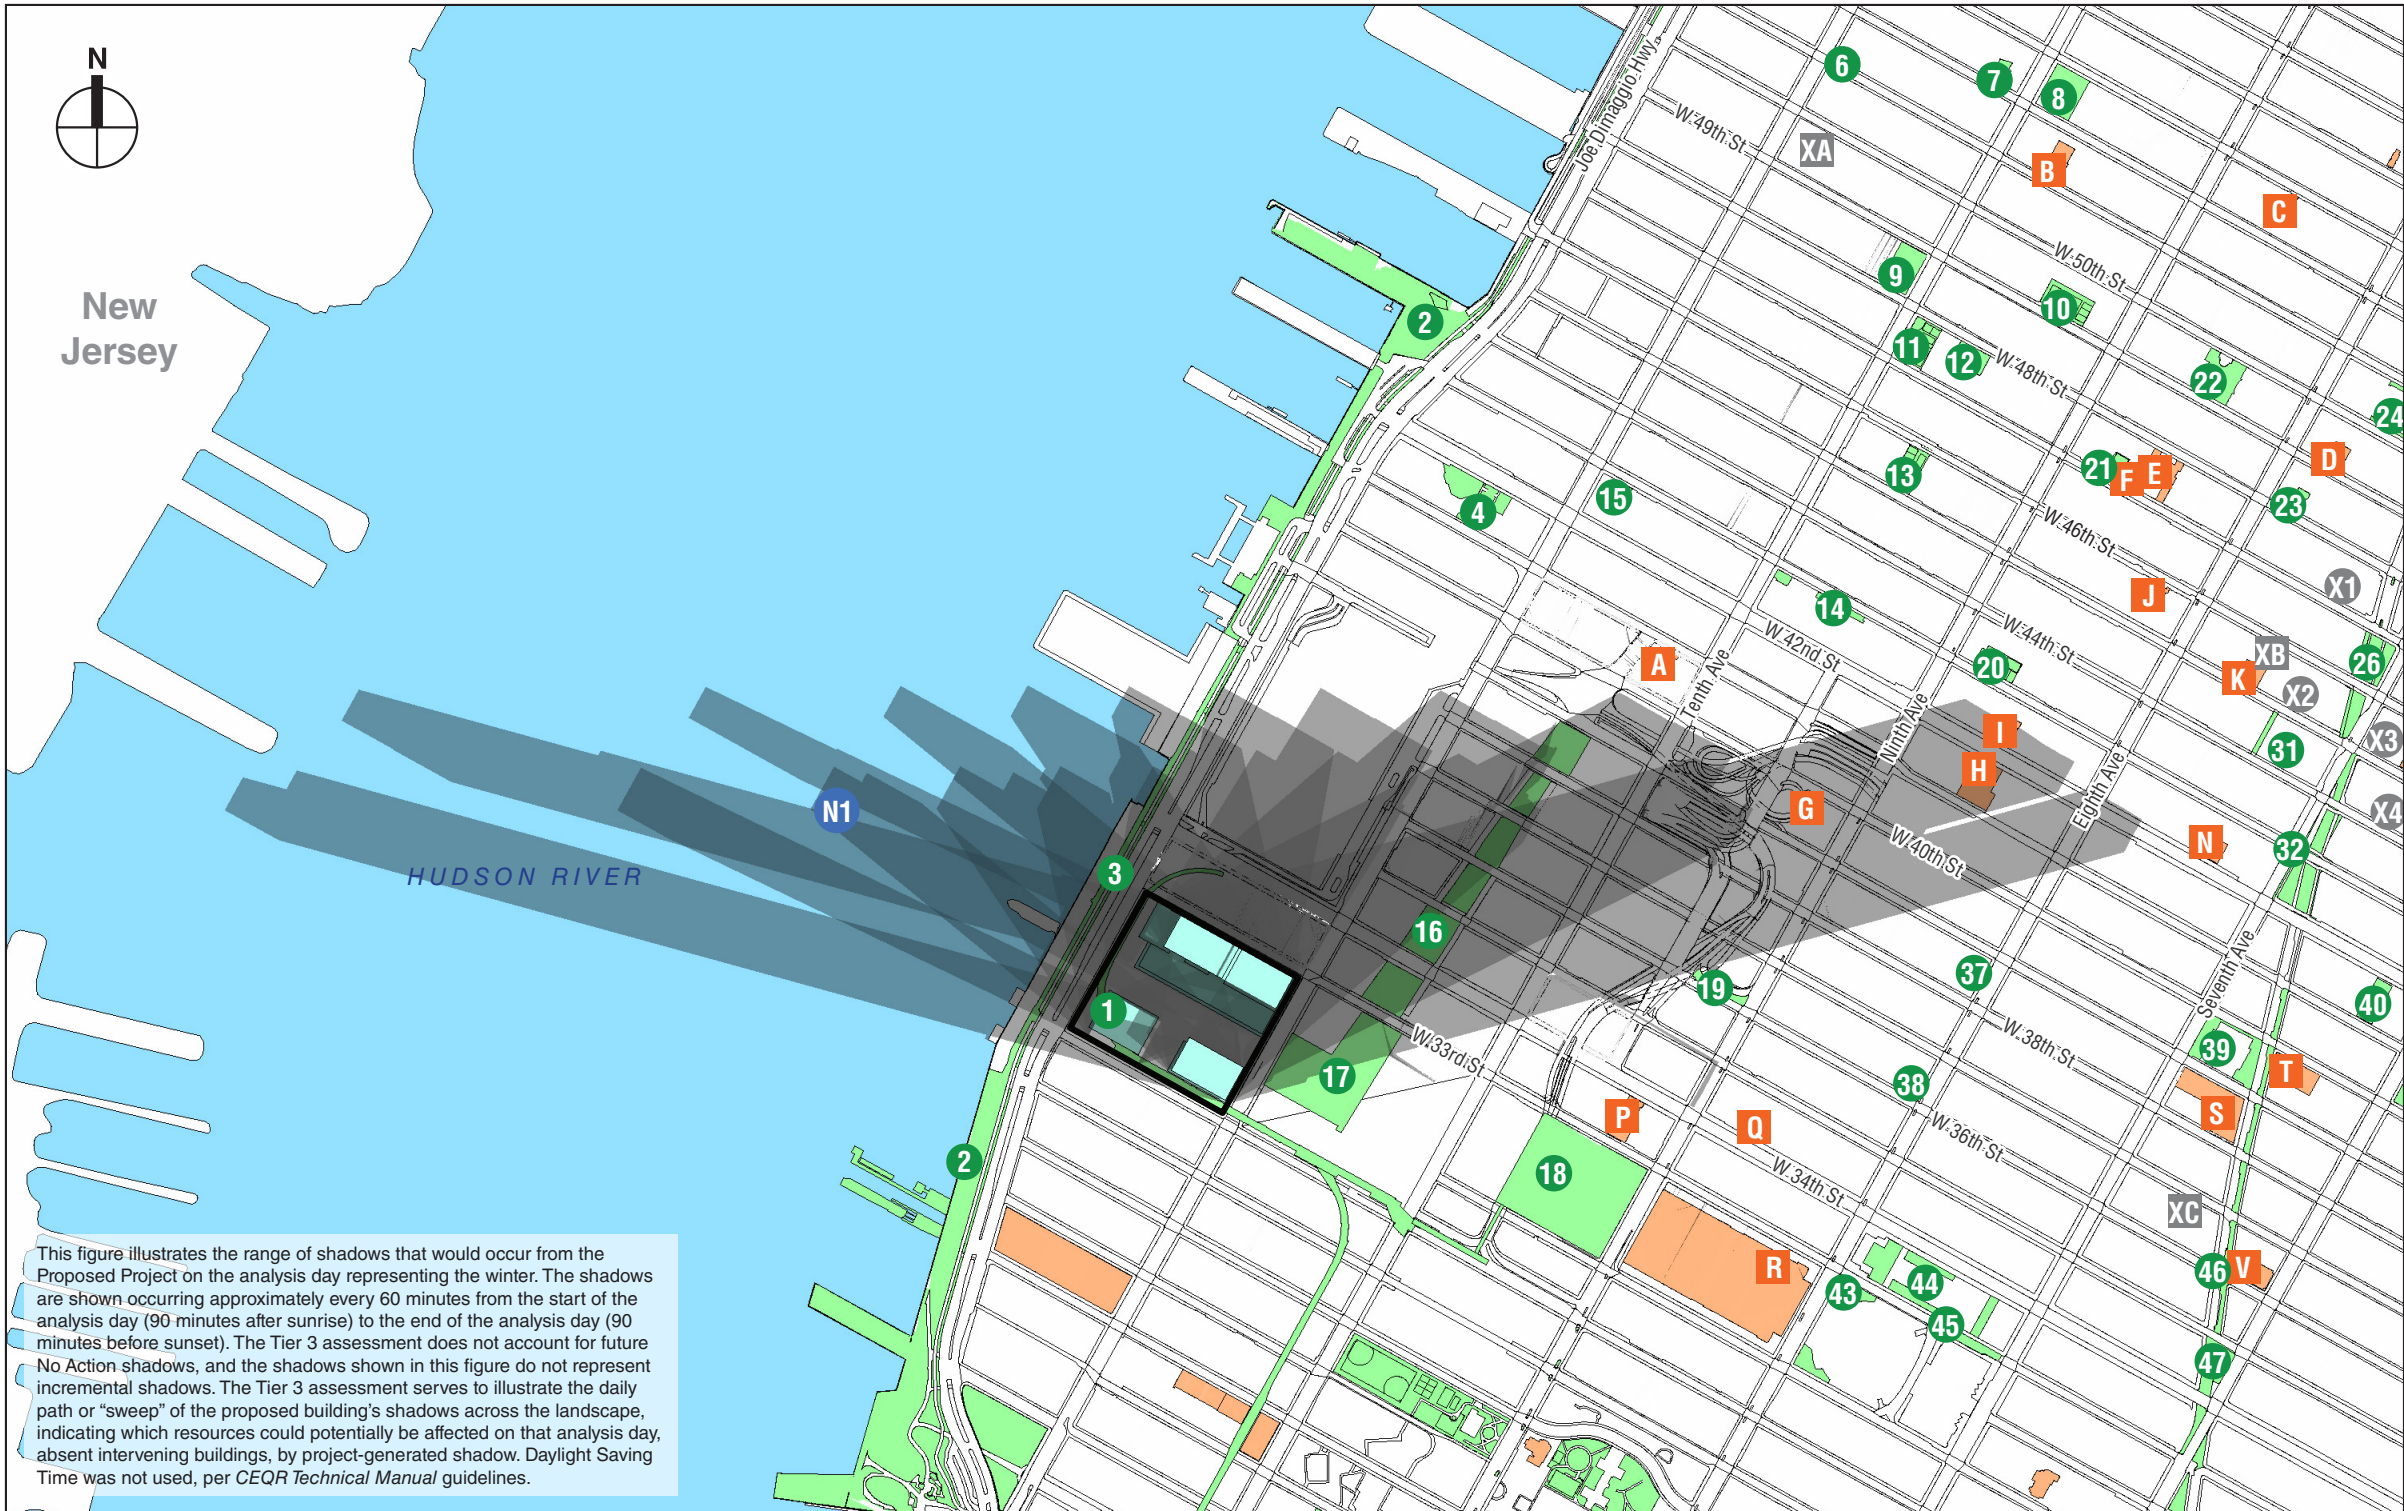 N
New
Jersey
HUDSON RIVER
N1
Joe Dimaggio Hwy
W 49th St
6
7
8
XA
B
C
W 50th St
9
10
2
11
12
W 48th St
22
24
D
21
F
E
23
13
15
4
W 46th St
X1
J
14
W 42nd St
W 44th St
20
XB
26
K
X2
A
Tenth Ave
Ninth Ave
I
31
X3
H
Eighth Ave
X4
G
W 40th St
N
32
3
16
1
19
37
Seventh Ave
40
17
W 33rd St
W 38th St
39
T
38
S
P
Q
W 36th St
2
18
W 34th St
XC
R
43
44
46
V
45
47
This figure illustrates the range of shadows that would occur from the
Proposed Project on the analysis day representing the winter. The shadows
are shown occurring approximately every 60 minutes from the start of the
analysis day (90 minutes after sunrise) to the end of the analysis day (90
minutes before sunset). The Tier 3 assessment does not account for future
No Action shadows, and the shadows shown in this figure do not represent
incremental shadows. The Tier 3 assessment serves to illustrate the daily
path or “sweep” of the proposed building’s shadows across the landscape,
indicating which resources could potentially be affected on that analysis day,
absent intervening buildings, by project-generated shadow. Daylight Saving
Time was not used, per CEQR Technical Manual guidelines.